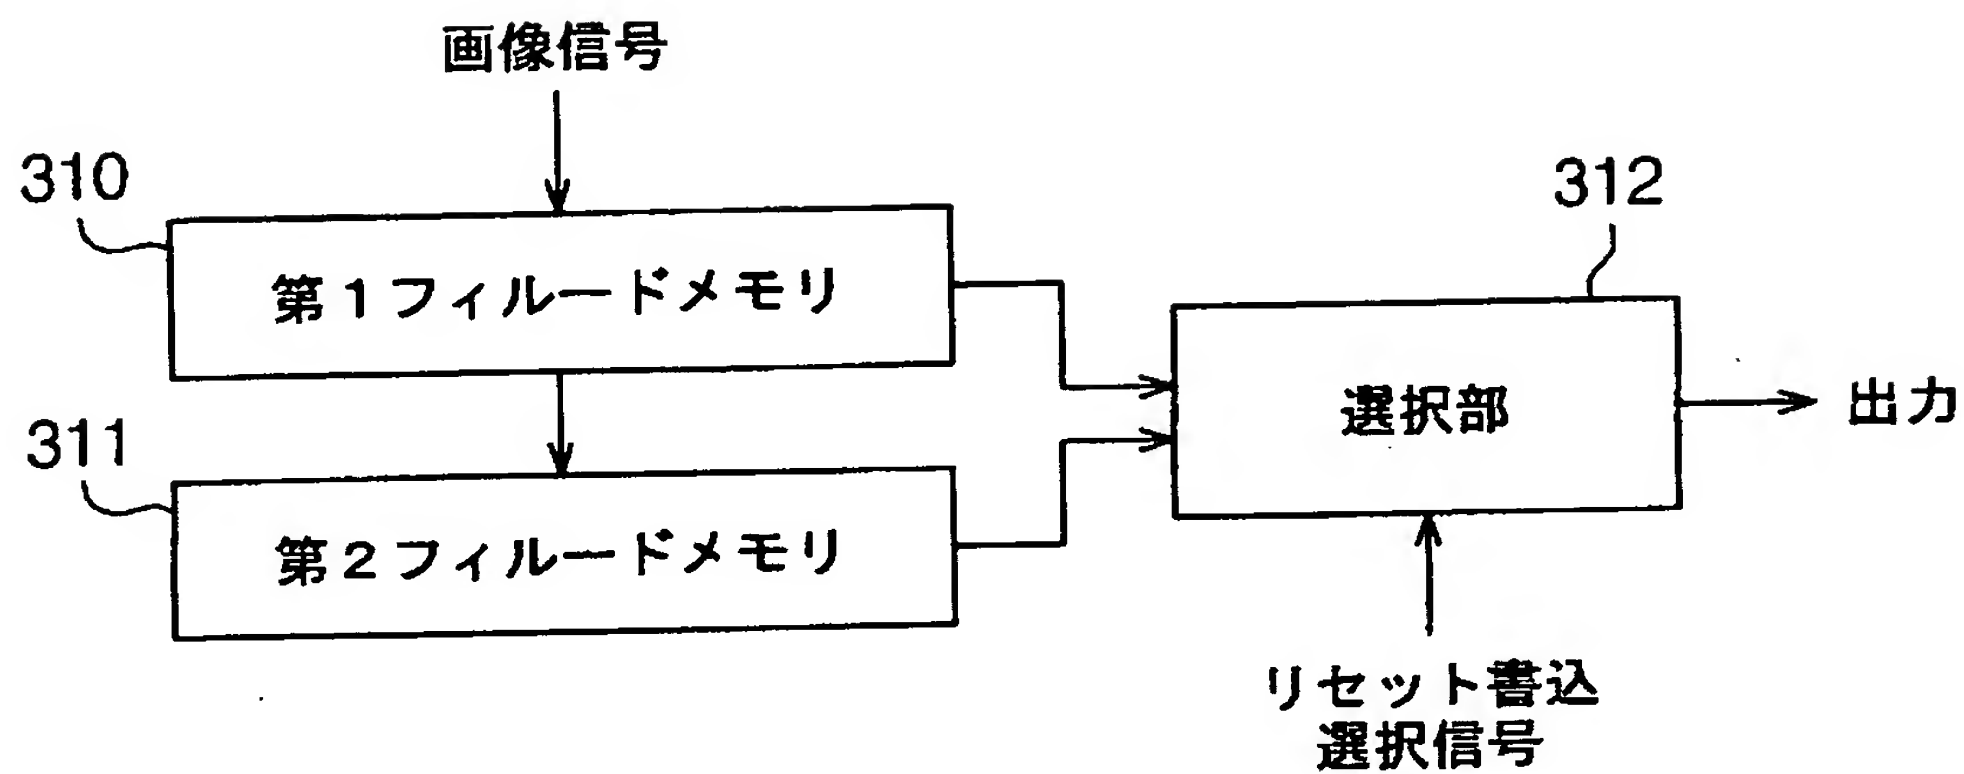 画像信号
310
第1フィルードメモリ
312
選択部
出力
311
第2フィルードメモリ
リセット書込
選択信号